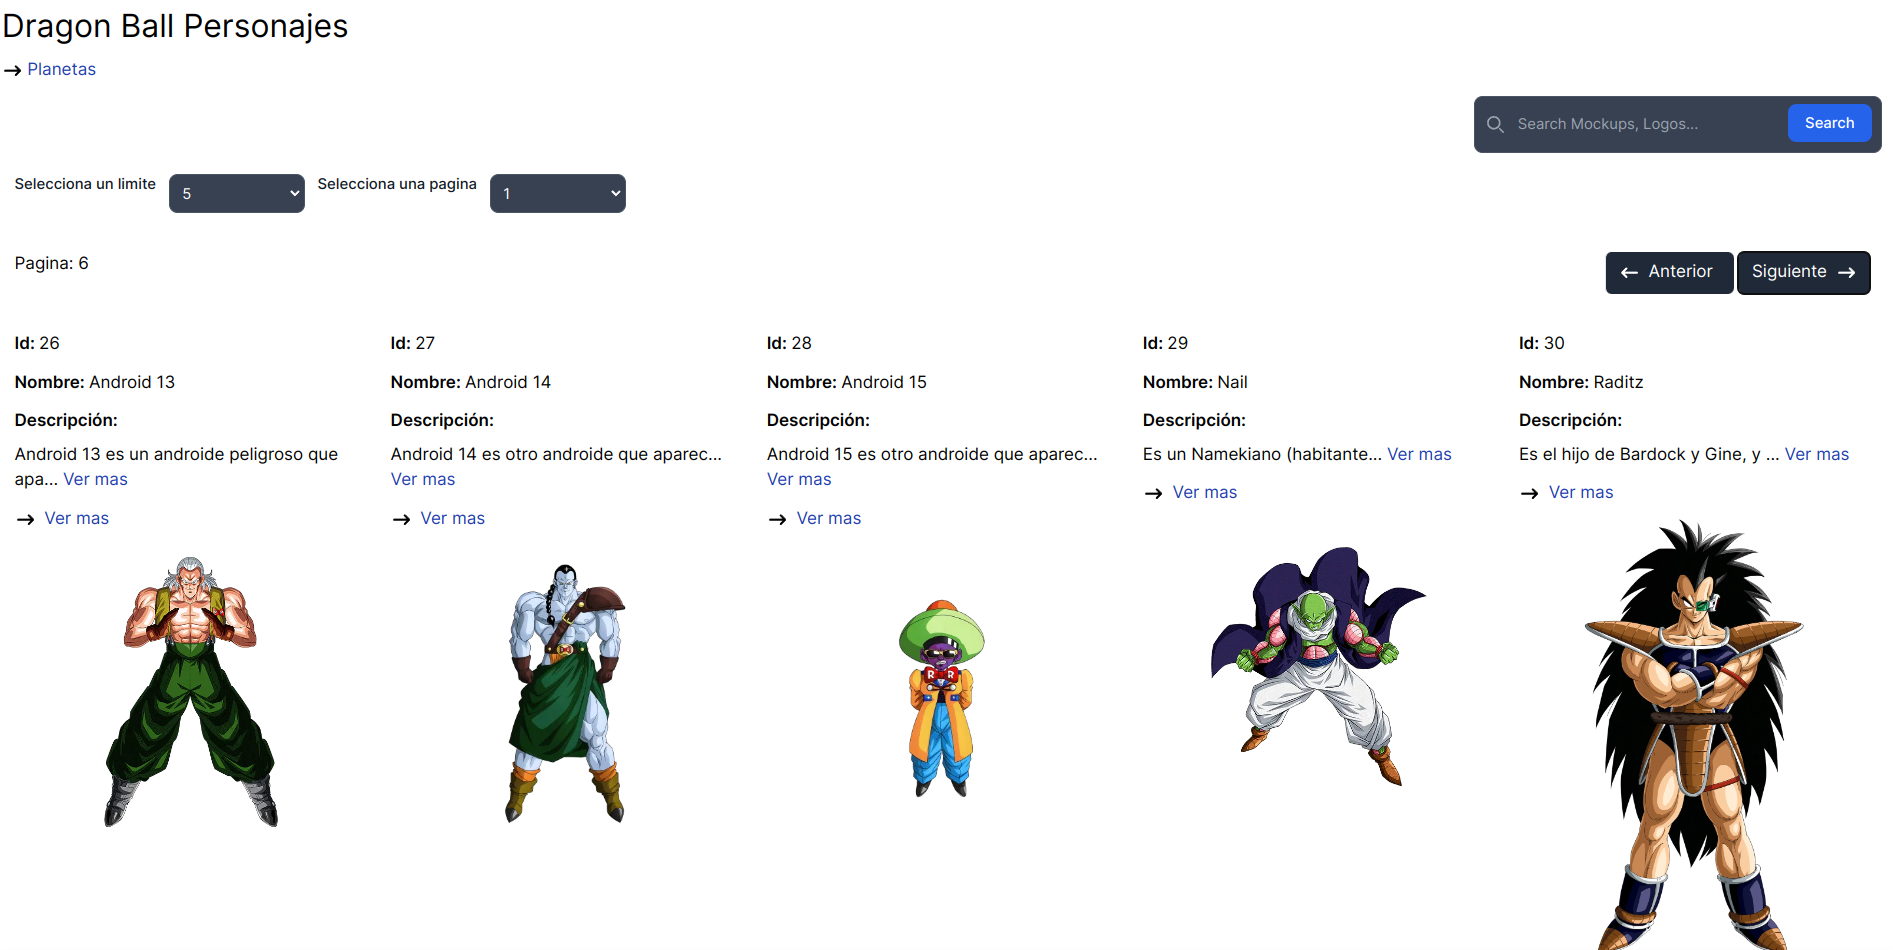 Dragon Ball Personajes
Planetas
Search Mockups, Logos...
Search
Selecciona un limite
5
Selecciona una pagina
1
Pagina: 6
Anterior
Siguiente
Id: 26
Nombre: Android 13
Descripción:
Android 13 es un androide peligroso que
apa... Ver mas
Ver mas
Id: 27
Nombre: Android 14
Descripción:
Android 14 es otro androide que aparec...
Ver mas
Ver mas
Id: 28
Nombre: Android 15
Descripción:
Android 15 es otro androide que aparec...
Ver mas
Ver mas
R R
Id: 29
Nombre: Nail
Descripción:
Es un Namekiano (habitante... Ver mas
Ver mas
Id: 30
Nombre: Raditz
Descripción:
Es el hijo de Bardock y Gine, y ... Ver mas
Ver mas